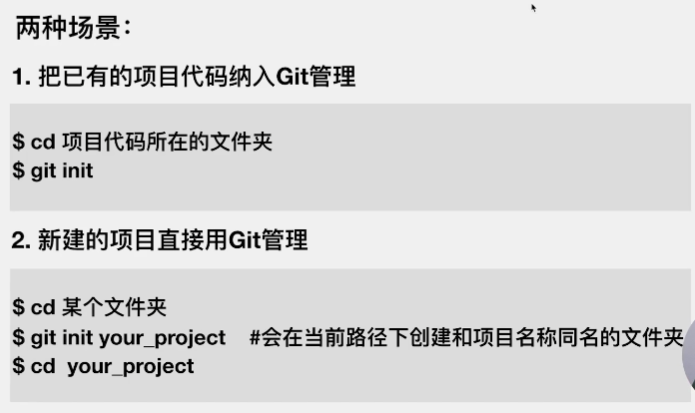 两种场景：
1. 把已有的项目代码纳入Git管理
$ cd 项目代码所在的文件夹
$ git init
2. 新建的项目直接用Git管理
$ cd 某个文件夹
$ git init your_project #会在当前路径下创建和项目名称同名的文件夹
$ cd your_project